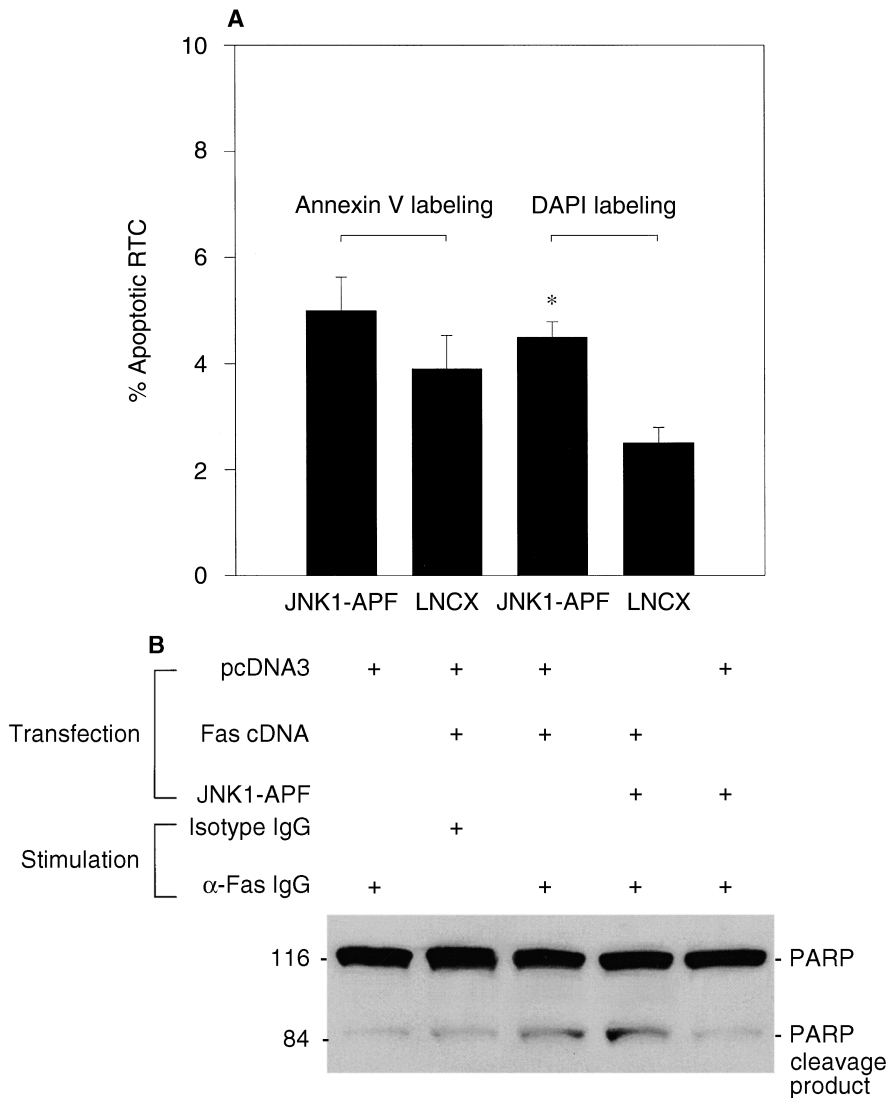 A
10
8
6
4
2
0
% Apoptotic RTC
Annexin V labeling
DAPI labeling
*
JNK1-APF LNCX JNK1-APF LNCX
B
Transfection
pcDNA3 + + + +
Fas cDNA + + +
JNK1-APF + +
Stimulation
Isotype IgG +
α-Fas IgG + + + +
116 - - PARP
84 - - PARP
cleavage
product